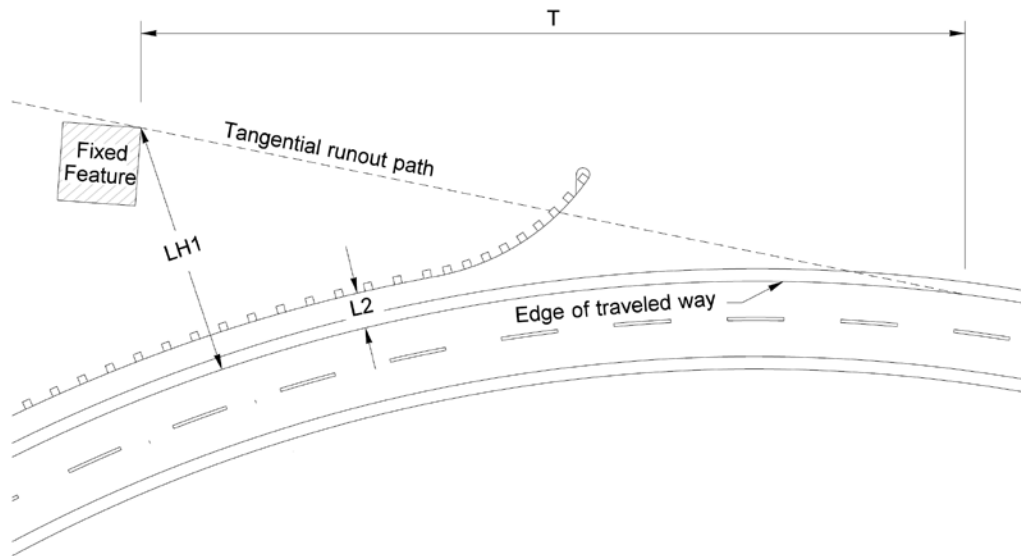 T
Tangential runout path
Fixed
Feature
LH1
L2
Edge of traveled way